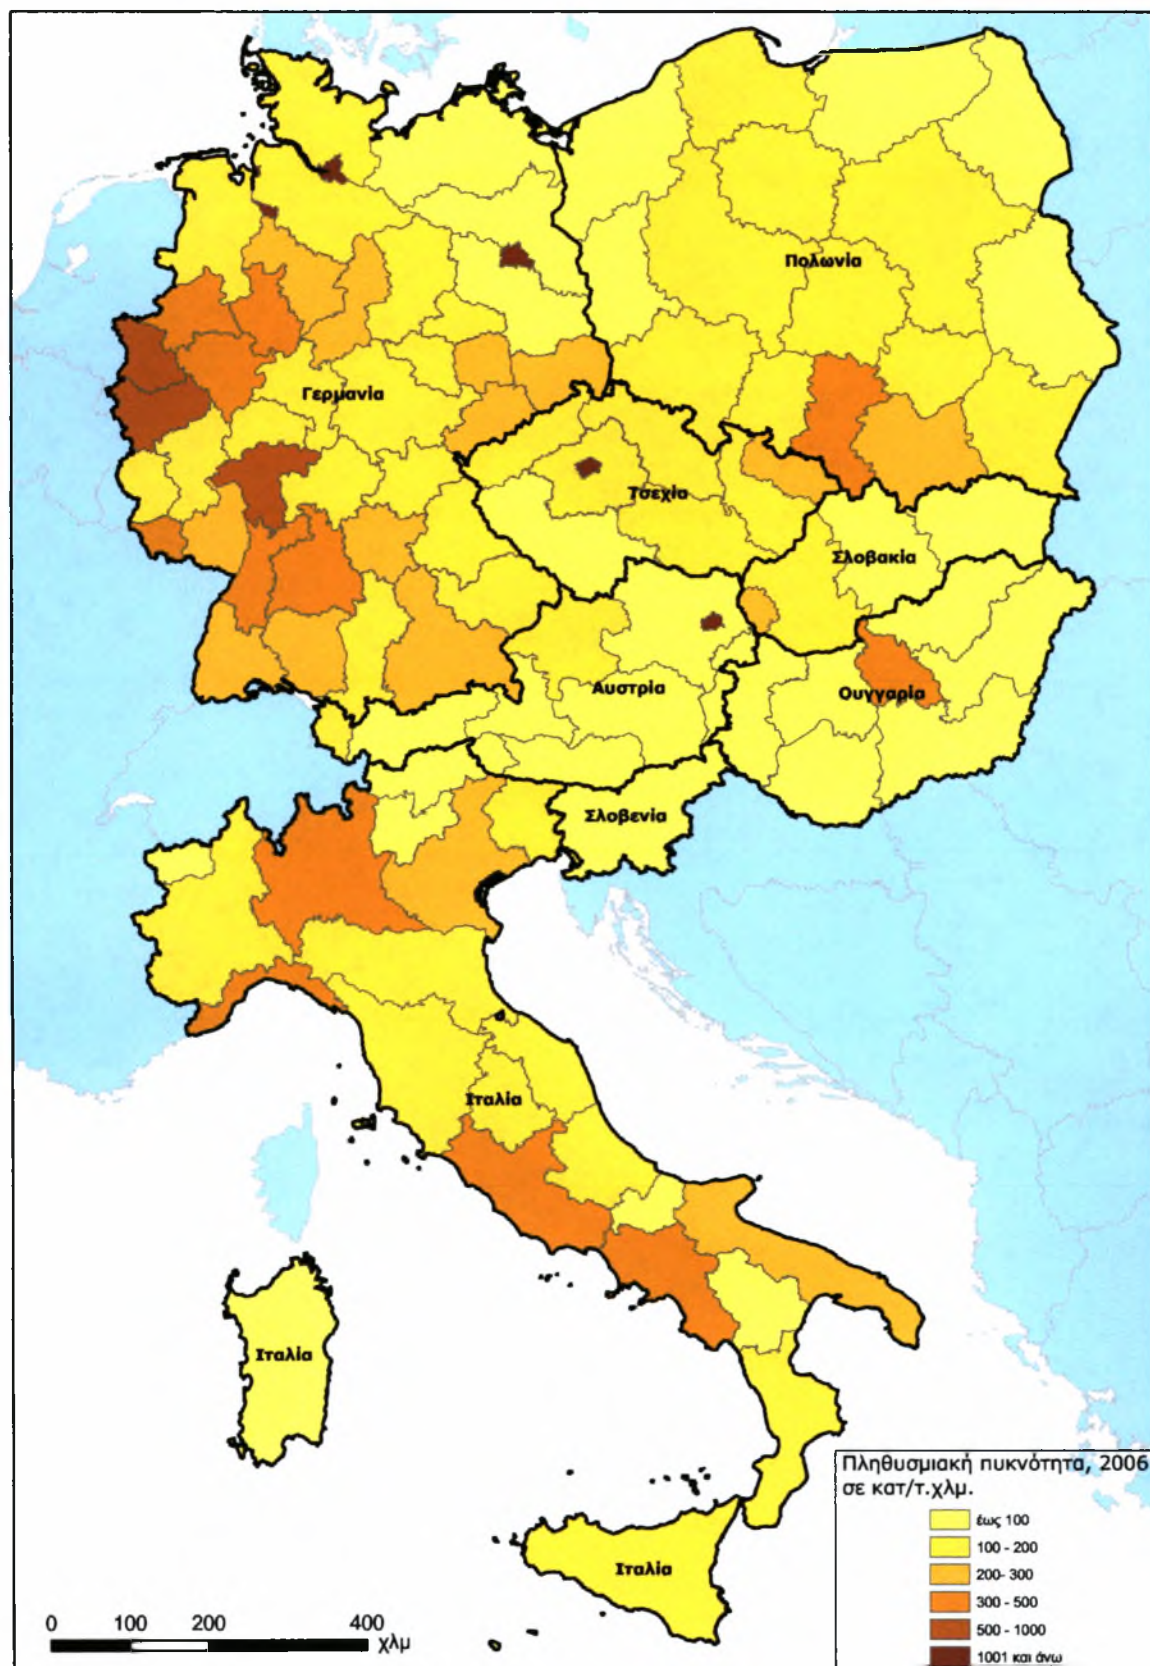 Πολωνία
Γερμανία
Τσεχία
Σλοβακία
Αυστρία
Ουγγαρία
Σλοβενία
Ιταλία
Ιταλία
Ιταλία
Πληθυσμιακή πυκνότητα, 2006
σε κατ/τ.χλμ.
έως 100
100 - 200
200- 300
300 - 500
500 - 1000
1001 και άνω
0 100 200 400
χλμ